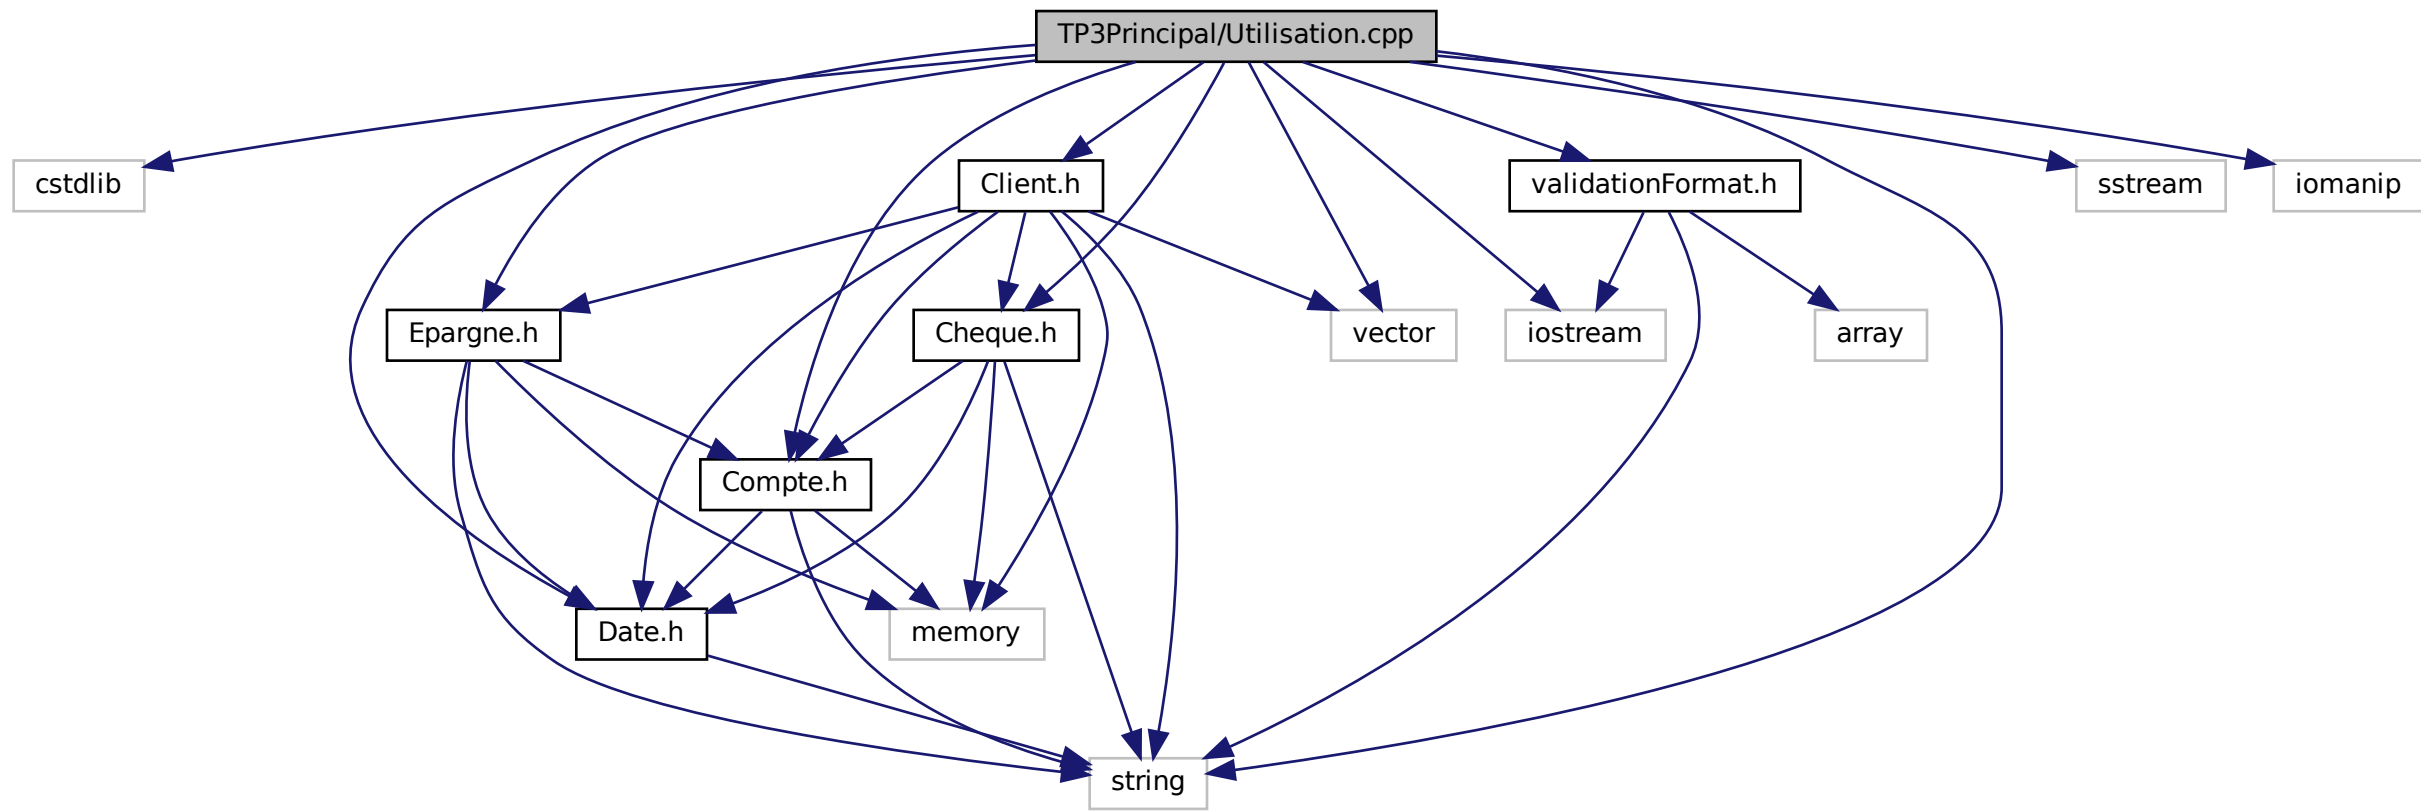 TP3Principal/Utilisation.cpp
cstdlib
Client.h
validationFormat.h
sstream
iomanip
Epargne.h
Cheque.h
vector
iostream
array
Compte.h
Date.h
memory
string